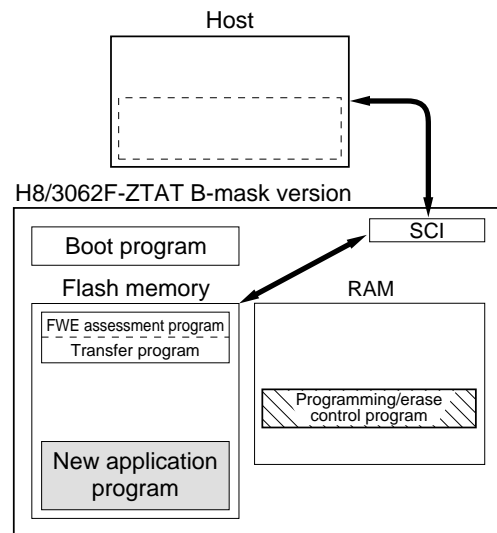 Host
H8/3062F-ZTAT B-mask version
Boot program
SCI
Flash memory
RAM
FWE assessment program
Transfer program
Programming/erase
control program
New application
program